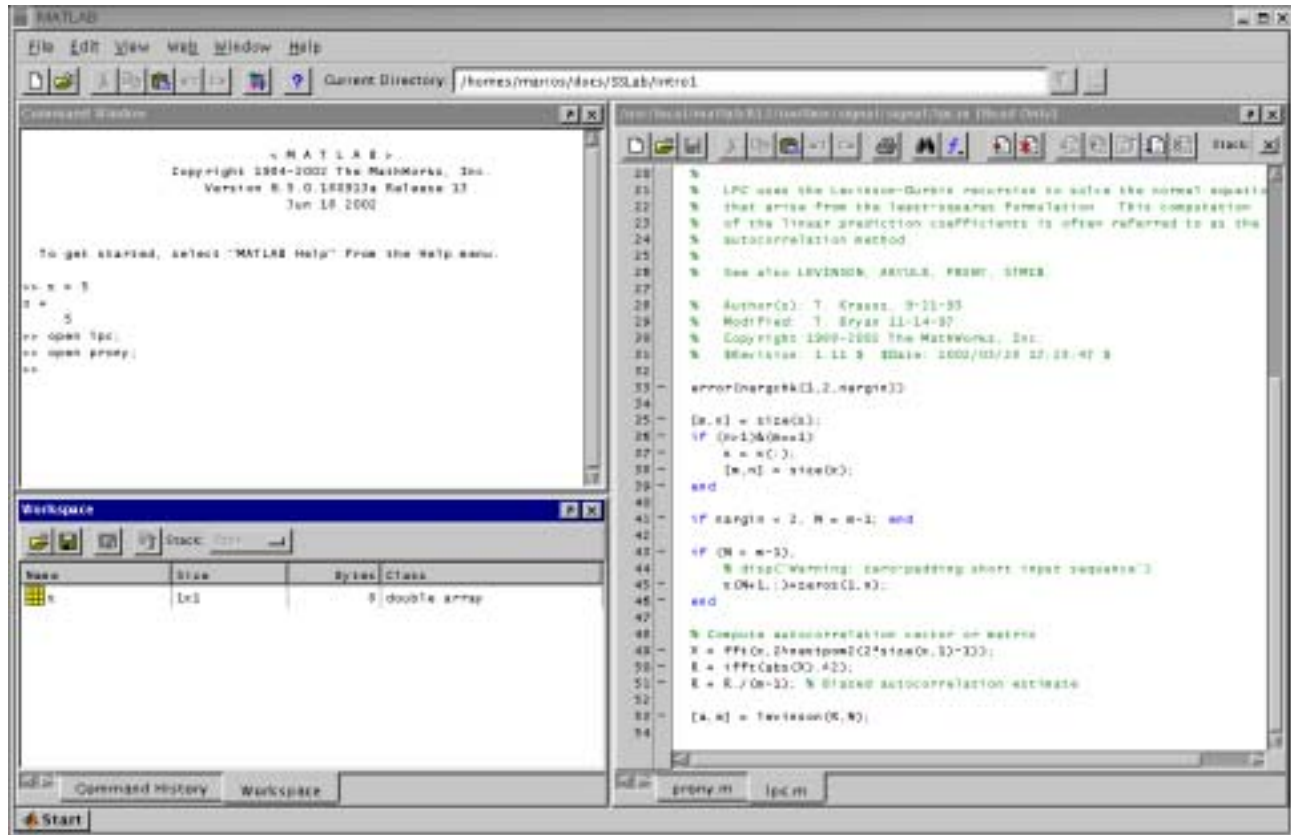 MATLAB
File Edit View Web Window Help
Current Directory: /homes/marios/docs/SSLab/intro1
Command Window
< M A T L A B >
Copyright 1984-2002 The MathWorks, Inc.
Version 6.5.0.180913a Release 13
Jun 18 2002
To get started, select "MATLAB Help" from the Help menu.
>> x = 5
x =
5
>> open lpc;
>> open prony;
>>
Workspace
Stack:
Name Size Bytes Class
x 1x1 8 double array
Command History Workspace
Start
Stack:
20 %
21 % LPC uses the Levinson-Durbin recursion to solve the normal equatio
22 % that arise from the least-squares formulation. This computation
23 % of the linear prediction coefficients is often referred to as the
24 % autocorrelation method.
25 %
26 % See also LEVINSON, ARYULE, PRONY, STMCB.
27
28 % Author(s): T. Krauss, 9-21-93
29 % Modified: T. Bryan 11-14-97
30 % Copyright 1988-2002 The MathWorks, Inc.
31 % $Revision: 1.11 $ $Date: 2002/03/28
32
33 - error(nargchk(1,2,nargin))
34
35 - [m,n] = size(x);
36 - if (n>1)&(m==1)
37 - x = x(:);
38 - [m,n] = size(x);
39 - end
40
41 - if nargin < 2, N = m-1; end
42
43 - if (N > m-1),
44 % disp('Warning: zero-padding short input sequence')
45 - x(N+1,:)=zeros(1,n);
46 - end
47
48 % Compute autocorrelation vector or matrix
49 - X = fft(x,2^nextpow2(2*size(x,1)-1));
50 - R = ifft(abs(X).^2);
51 - R = R./(m-1); % Biased autocorrelation estimate
52
53 - [a,e] = levinson(R,N);
54
prony.m lpc.m